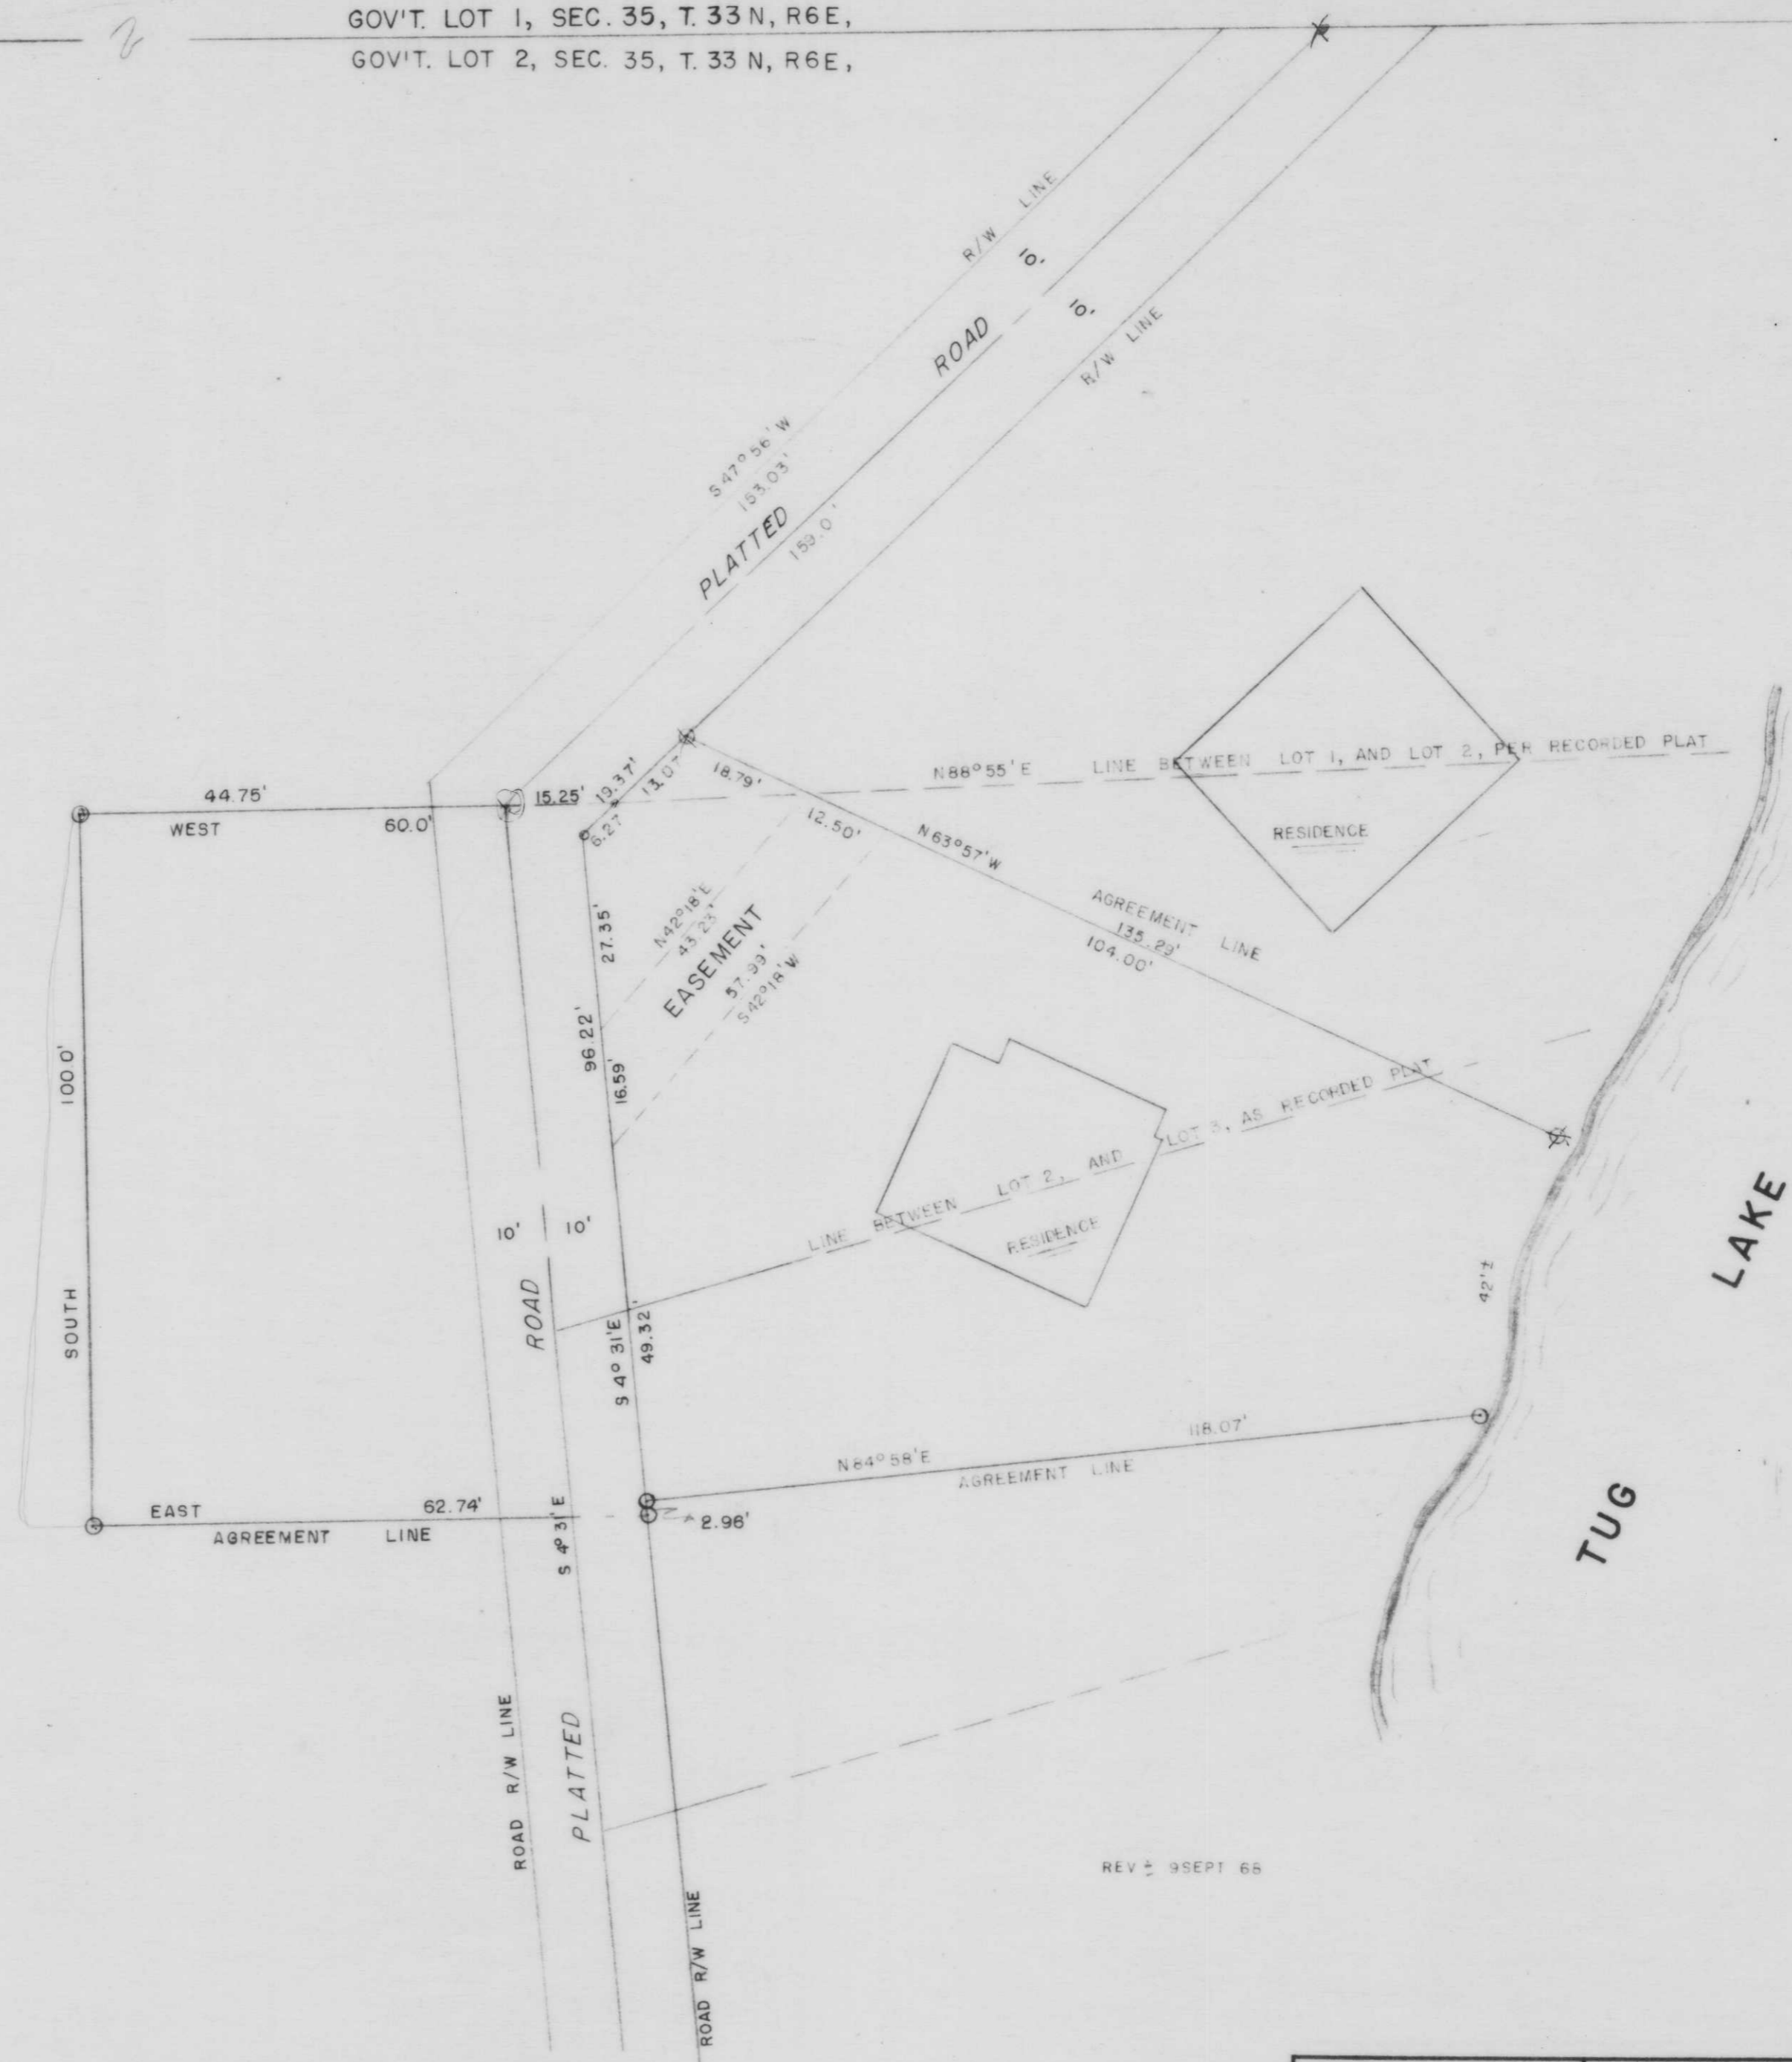 GOV'T. LOT 1, SEC. 35, T. 33 N, R6E,
2
GOV'T. LOT 2, SEC. 35, T. 33 N, R6E,
R/W LINE
10'
10'
ROAD
R/W LINE
S 47° 56' W
153.03'
PLATTED
159.0'
N88°55'E LINE BETWEEN LOT 1, AND LOT 2, PER RECORDED PLAT
44.75'
15.25'
19.37'
13.07
18.79'
WEST
60.0'
6.27
12.50'
N63°57'W
RESIDENCE
27.35'
N42°18'E
43.23'
EASEMENT
57.99'
S42°18'W
AGREEMENT LINE
135.29'
104.00'
96.22'
16.59'
100.0'
LINE BETWEEN LOT 2, AND LOT 3, AS RECORDED PLAT
RESIDENCE
10'
10'
LAKE
42'±
SOUTH
ROAD
S 4° 31'E
49.32'
118.07'
N84°58'E
AGREEMENT LINE
EAST
62.74'
AGREEMENT LINE
S 4° 31' E
2.96'
TUG
ROAD R/W LINE
PLATTED
REV ± 9SEPT 68
ROAD R/W LINE